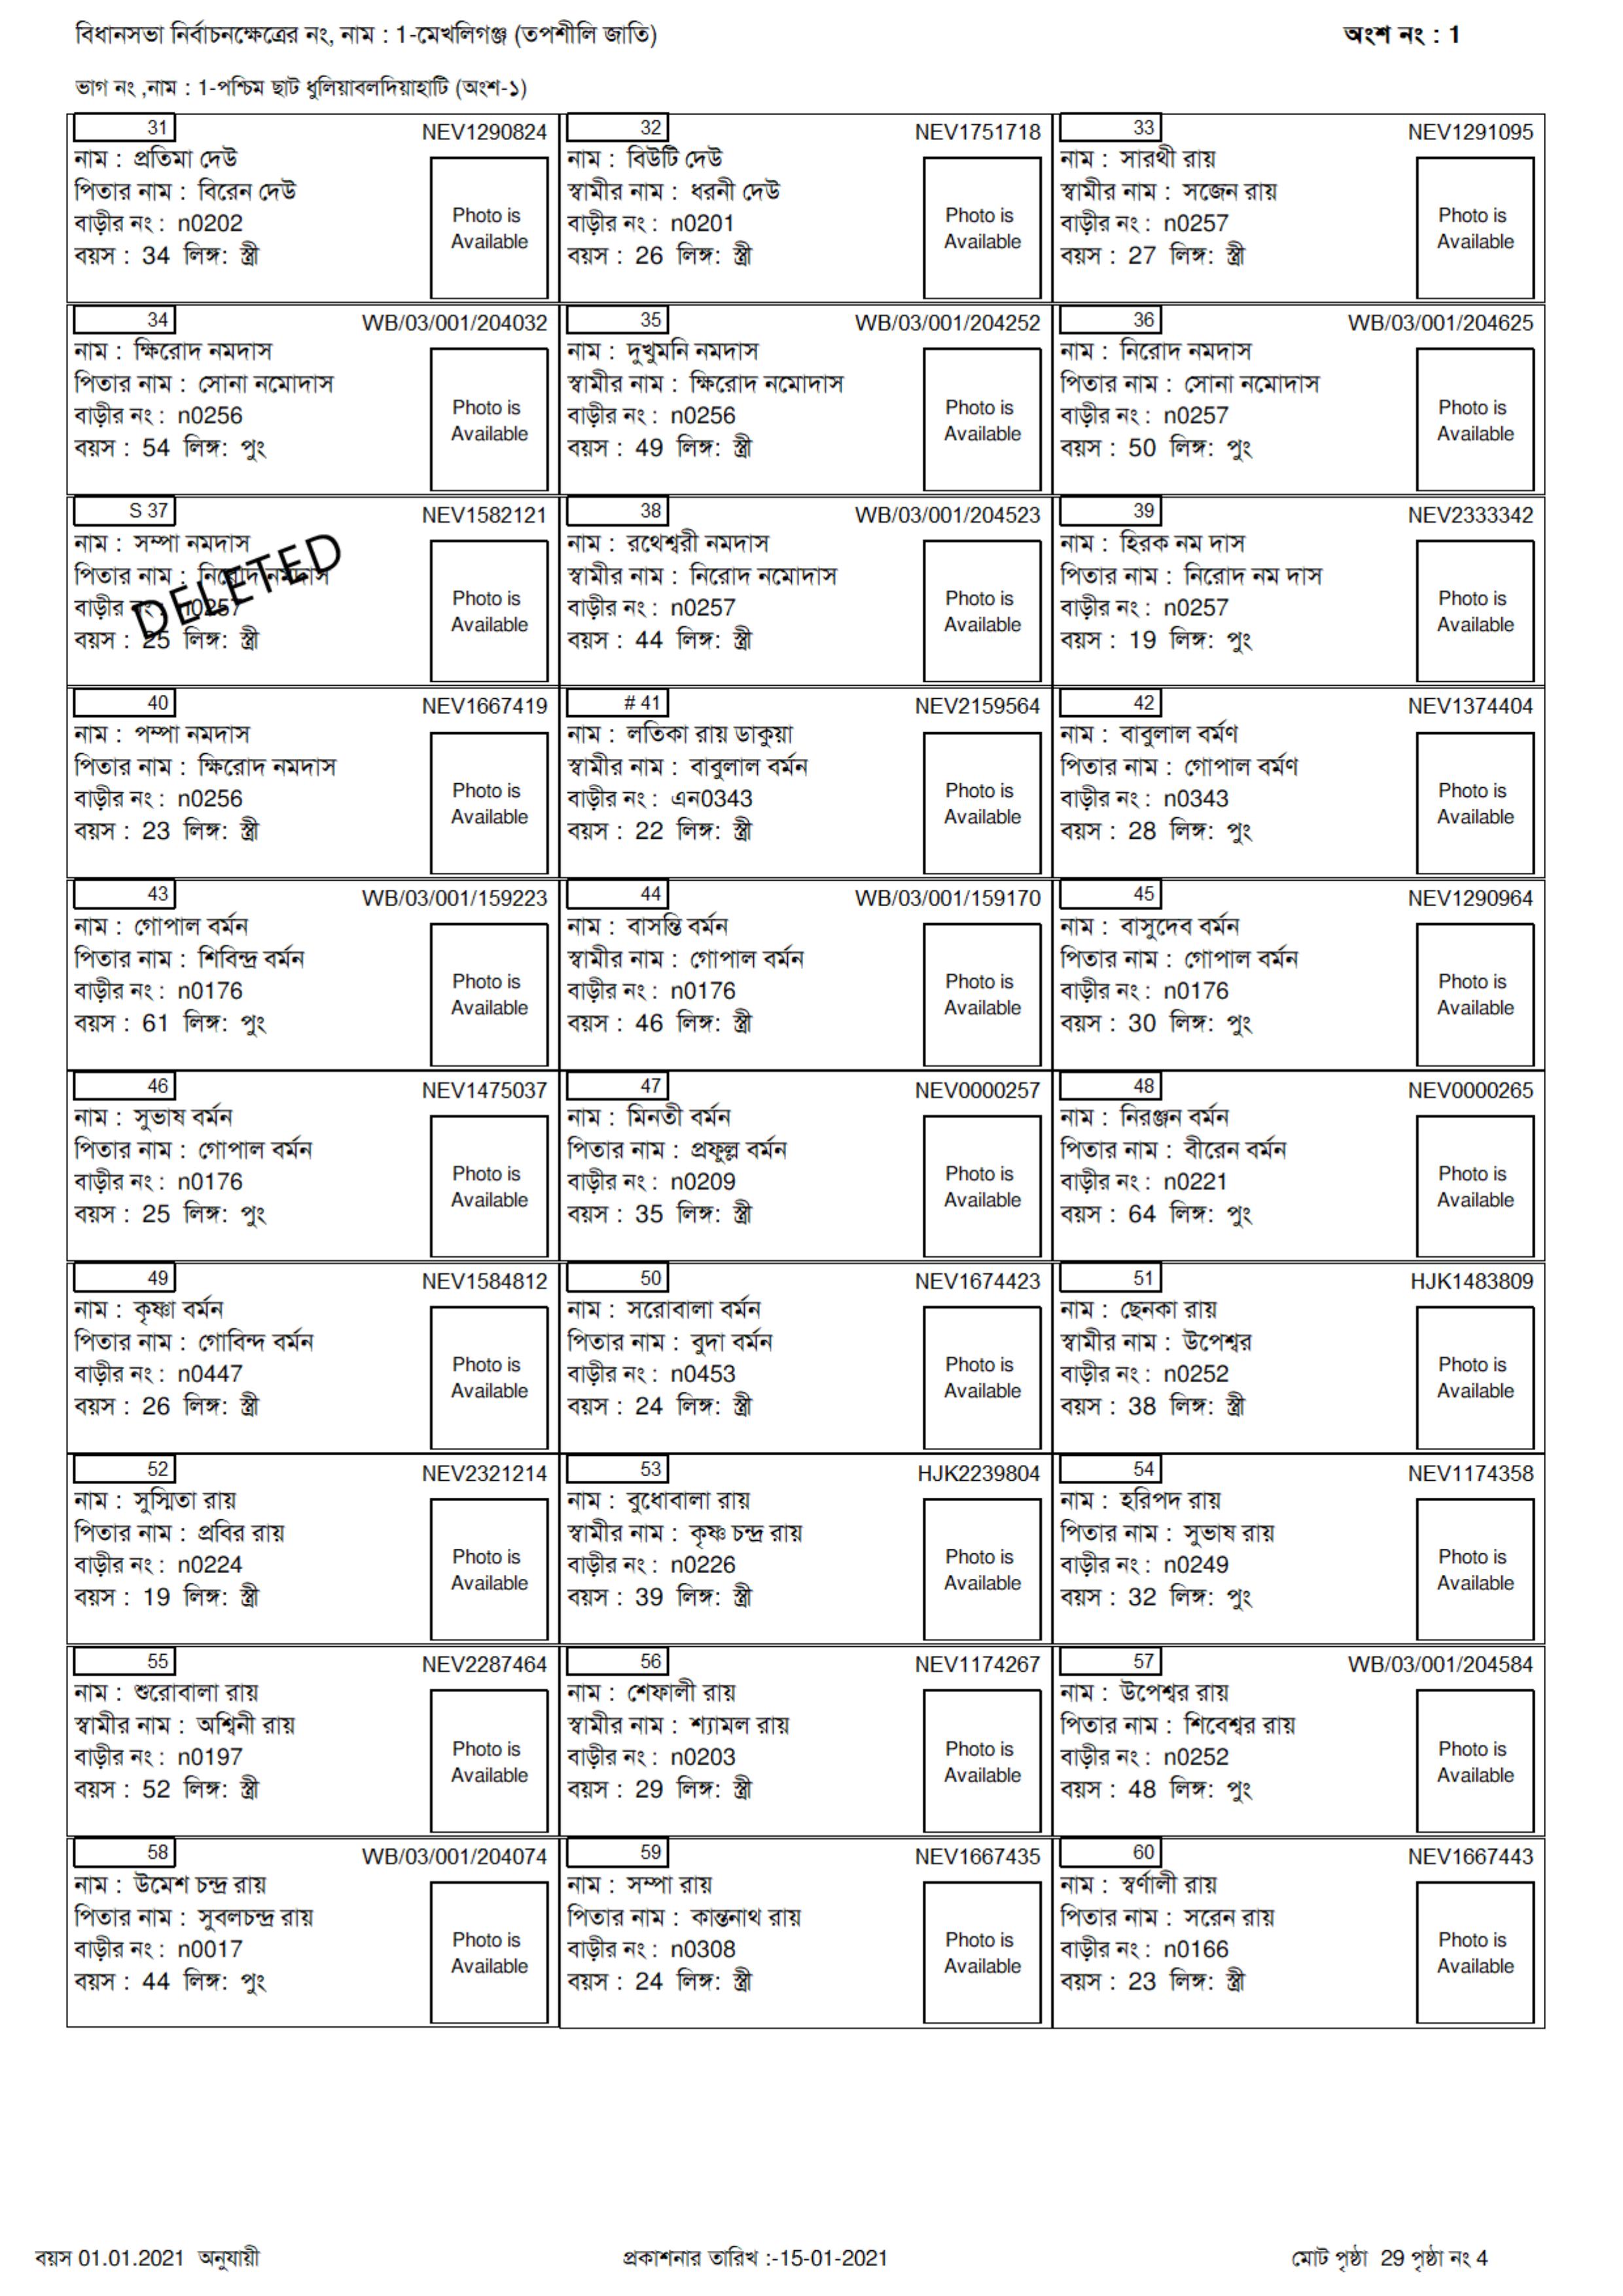 বিধানসভা নির্বাচনক্ষেত্রের নং, নাম : 1-মেখলিগঞ্জ (তপশীলি জাতি)
অংশ নং : 1
ভাগ নং ,নাম : 1-পশ্চিম ছাট ধুলিয়াবলদিয়াহাটি (অংশ-১)
31 NEV1290824
নাম : প্রতিমা দেউ
পিতার নাম : বিরেন দেউ
বাড়ীর নং : n0202
বয়স : 34 লিঙ্গ: স্ত্রী
Photo is
Available
32 NEV1751718
নাম : বিউটি দেউ
স্বামীর নাম : ধরনী দেউ
বাড়ীর নং : n0201
বয়স : 26 লিঙ্গ: স্ত্রী
Photo is
Available
33 NEV1291095
নাম : সারথী রায়
স্বামীর নাম : সজেন রায়
বাড়ীর নং : n0257
বয়স : 27 লিঙ্গ: স্ত্রী
Photo is
Available
34 WB/03/001/204032
নাম : ক্ষিরোদ নমদাস
পিতার নাম : সোনা নমোদাস
বাড়ীর নং : n0256
বয়স : 54 লিঙ্গ: পুং
Photo is
Available
35 WB/03/001/204252
নাম : দুখুমনি নমদাস
স্বামীর নাম : ক্ষিরোদ নমোদাস
বাড়ীর নং : n0256
বয়স : 49 লিঙ্গ: স্ত্রী
Photo is
Available
36 WB/03/001/204625
নাম : নিরোদ নমদাস
পিতার নাম : সোনা নমোদাস
বাড়ীর নং : n0257
বয়স : 50 লিঙ্গ: পুং
Photo is
Available
S 37 NEV1582121
নাম : সম্পা নমদাস
পিতার নাম : নিরোদ নমদাস
বাড়ীর নং : n0257
বয়স : 25 লিঙ্গ: স্ত্রী
DELETED
Photo is
Available
38 WB/03/001/204523
নাম : রথেশ্বরী নমদাস
স্বামীর নাম : নিরোদ নমোদাস
বাড়ীর নং : n0257
বয়স : 44 লিঙ্গ: স্ত্রী
Photo is
Available
39 NEV2333342
নাম : হিরক নম দাস
পিতার নাম : নিরোদ নম দাস
বাড়ীর নং : n0257
বয়স : 19 লিঙ্গ: পুং
Photo is
Available
40 NEV1667419
নাম : পম্পা নমদাস
পিতার নাম : ক্ষিরোদ নমদাস
বাড়ীর নং : n0256
বয়স : 23 লিঙ্গ: স্ত্রী
Photo is
Available
# 41 NEV2159564
নাম : লতিকা রায় ডাকুয়া
স্বামীর নাম : বাবুলাল বর্মন
বাড়ীর নং : এন0343
বয়স : 22 লিঙ্গ: স্ত্রী
Photo is
Available
42 NEV1374404
নাম : বাবুলাল বর্মণ
পিতার নাম : গোপাল বর্মণ
বাড়ীর নং : n0343
বয়স : 28 লিঙ্গ: পুং
Photo is
Available
43 WB/03/001/159223
নাম : গোপাল বর্মন
পিতার নাম : শিবিন্দ্র বর্মন
বাড়ীর নং : n0176
বয়স : 61 লিঙ্গ: পুং
Photo is
Available
44 WB/03/001/159170
নাম : বাসন্তি বর্মন
স্বামীর নাম : গোপাল বর্মন
বাড়ীর নং : n0176
বয়স : 46 লিঙ্গ: স্ত্রী
Photo is
Available
45 NEV1290964
নাম : বাসুদেব বর্মন
পিতার নাম : গোপাল বর্মন
বাড়ীর নং : n0176
বয়স : 30 লিঙ্গ: পুং
Photo is
Available
46 NEV1475037
নাম : সুভাষ বর্মন
পিতার নাম : গোপাল বর্মন
বাড়ীর নং : n0176
বয়স : 25 লিঙ্গ: পুং
Photo is
Available
47 NEV0000257
নাম : মিনতী বর্মন
পিতার নাম : প্রফুল্ল বর্মন
বাড়ীর নং : n0209
বয়স : 35 লিঙ্গ: স্ত্রী
Photo is
Available
48 NEV0000265
নাম : নিরঞ্জন বর্মন
পিতার নাম : বীরেন বর্মন
বাড়ীর নং : n0221
বয়স : 64 লিঙ্গ: পুং
Photo is
Available
49 NEV1584812
নাম : কৃষ্ণা বর্মন
পিতার নাম : গোবিন্দ বর্মন
বাড়ীর নং : n0447
বয়স : 26 লিঙ্গ: স্ত্রী
Photo is
Available
50 NEV1674423
নাম : সরোবালা বর্মন
পিতার নাম : বুদা বর্মন
বাড়ীর নং : n0453
বয়স : 24 লিঙ্গ: স্ত্রী
Photo is
Available
51 HJK1483809
নাম : ছেনকা রায়
স্বামীর নাম : উপেশ্বর
বাড়ীর নং : n0252
বয়স : 38 লিঙ্গ: স্ত্রী
Photo is
Available
52 NEV2321214
নাম : সুস্মিতা রায়
পিতার নাম : প্রবির রায়
বাড়ীর নং : n0224
বয়স : 19 লিঙ্গ: স্ত্রী
Photo is
Available
53 HJK2239804
নাম : বুধোবালা রায়
স্বামীর নাম : কৃষ্ণ চন্দ্র রায়
বাড়ীর নং : n0226
বয়স : 39 লিঙ্গ: স্ত্রী
Photo is
Available
54 NEV1174358
নাম : হরিপদ রায়
পিতার নাম : সুভাষ রায়
বাড়ীর নং : n0249
বয়স : 32 লিঙ্গ: পুং
Photo is
Available
55 NEV2287464
নাম : শুরোবালা রায়
স্বামীর নাম : অশ্বিনী রায়
বাড়ীর নং : n0197
বয়স : 52 লিঙ্গ: স্ত্রী
Photo is
Available
56 NEV1174267
নাম : শেফালী রায়
স্বামীর নাম : শ্যামল রায়
বাড়ীর নং : n0203
বয়স : 29 লিঙ্গ: স্ত্রী
Photo is
Available
57 WB/03/001/204584
নাম : উপেশ্বর রায়
পিতার নাম : শিবেশ্বর রায়
বাড়ীর নং : n0252
বয়স : 48 লিঙ্গ: পুং
Photo is
Available
58 WB/03/001/204074
নাম : উমেশ চন্দ্র রায়
পিতার নাম : সুবলচন্দ্র রায়
বাড়ীর নং : n0017
বয়স : 44 লিঙ্গ: পুং
Photo is
Available
59 NEV1667435
নাম : সম্পা রায়
পিতার নাম : কান্তনাথ রায়
বাড়ীর নং : n0308
বয়স : 24 লিঙ্গ: স্ত্রী
Photo is
Available
60 NEV1667443
নাম : স্বর্ণালী রায়
পিতার নাম : সরেন রায়
বাড়ীর নং : n0166
বয়স : 23 লিঙ্গ: স্ত্রী
Photo is
Available
বয়স 01.01.2021 অনুযায়ী
প্রকাশনার তারিখ :-15-01-2021
মোট পৃষ্ঠা 29 পৃষ্ঠা নং 4